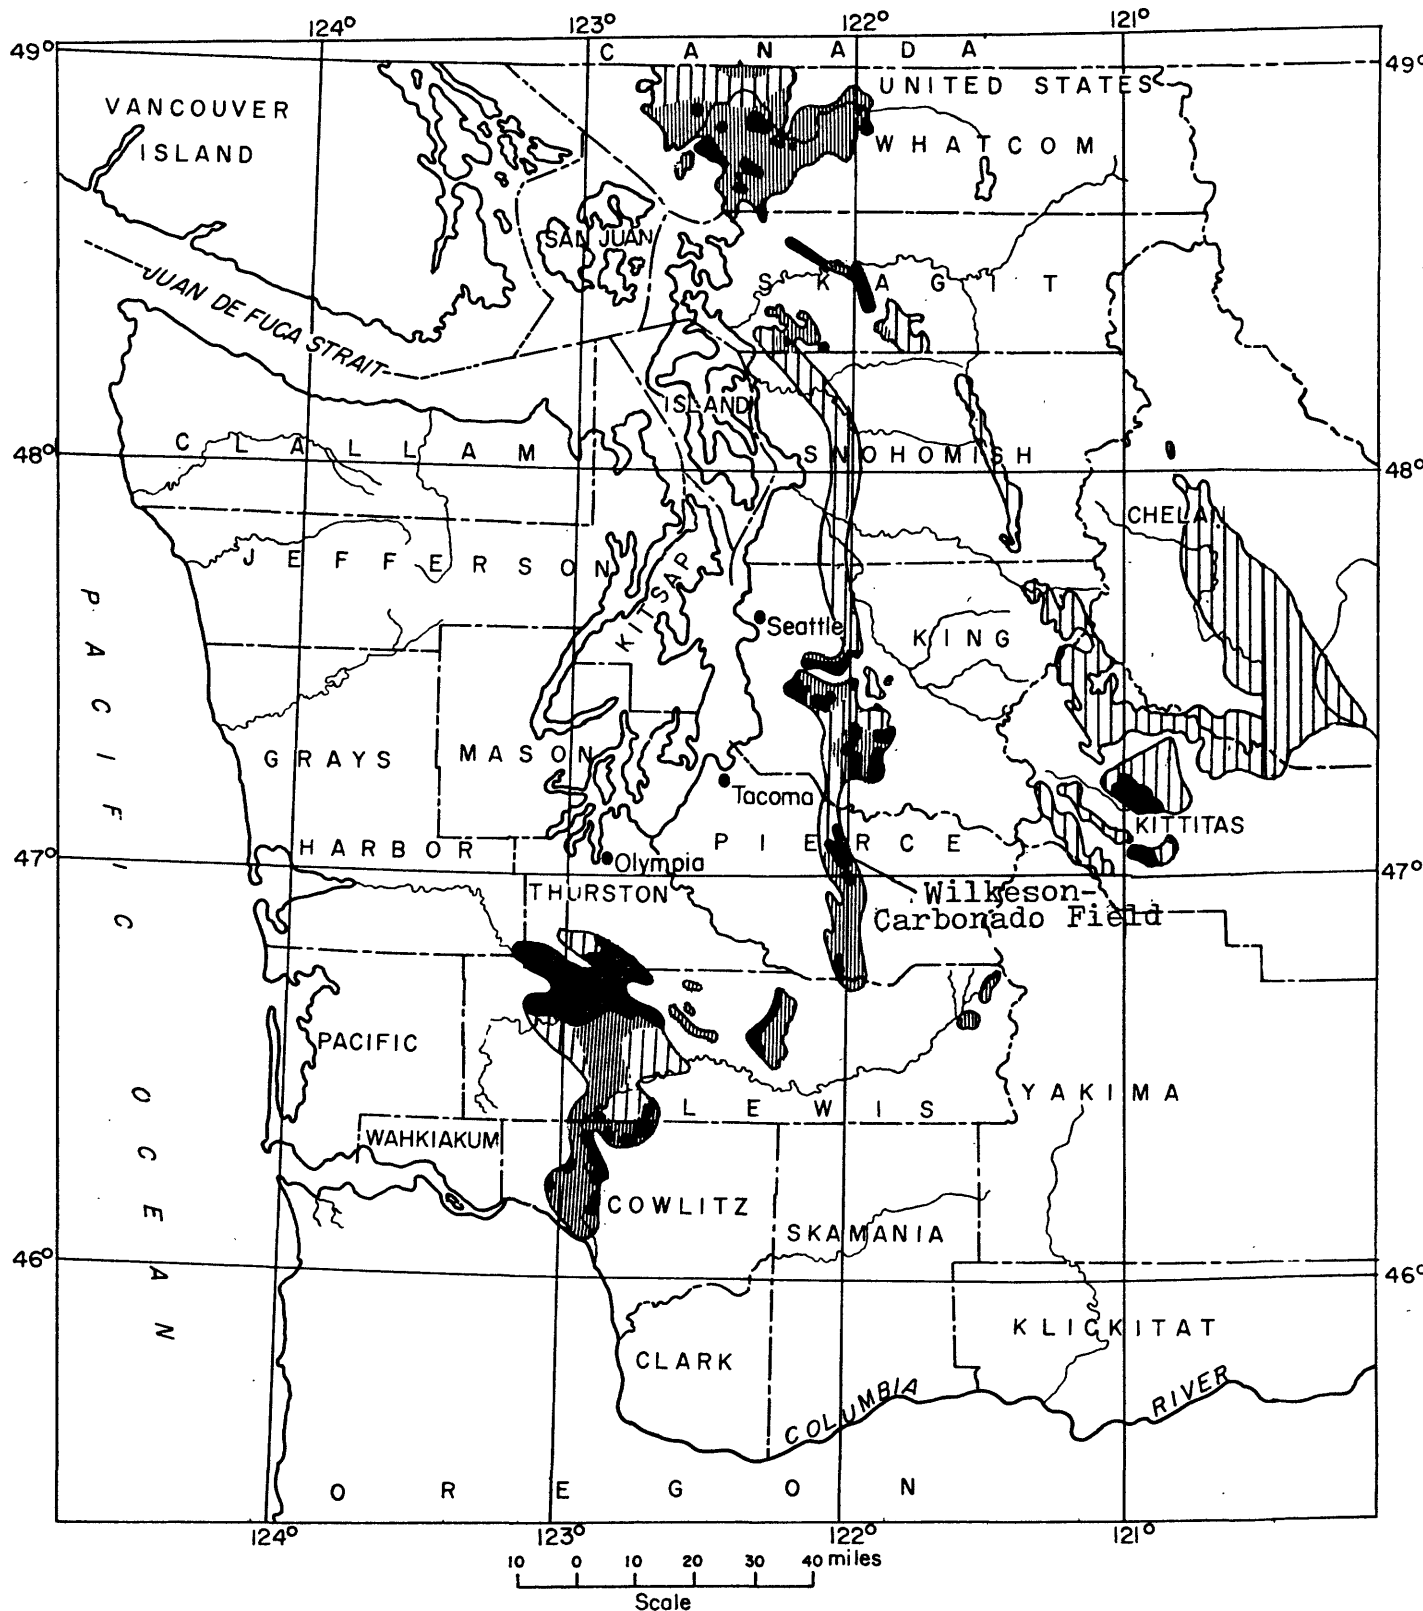 124° 123° 122° 121°
49° 49°
CANADA
UNITED STATES
VANCOUVER
ISLAND
WHATCOM
SAN JUAN
SKAGIT
JUAN DE FUCA STRAIT
ISLAND
CLALLAM
SNOHOMISH
48° 48°
CHELAN
JEFFERSON
KITSAP
PACIFIC
OCEAN
Seattle
KING
GRAYS
MASON
Tacoma
KITTITAS
HARBOR
PIERCE
47° 47°
Olympia
THURSTON
Wilkeson-
Carbonado Field
PACIFIC
LEWIS
YAKIMA
WAHKIAKUM
COWLITZ
SKAMANIA
46° 46°
KLICKITAT
CLARK
COLUMBIA RIVER
OREGON
124° 123° 122° 121°
10 0 10 20 30 40 miles
Scale